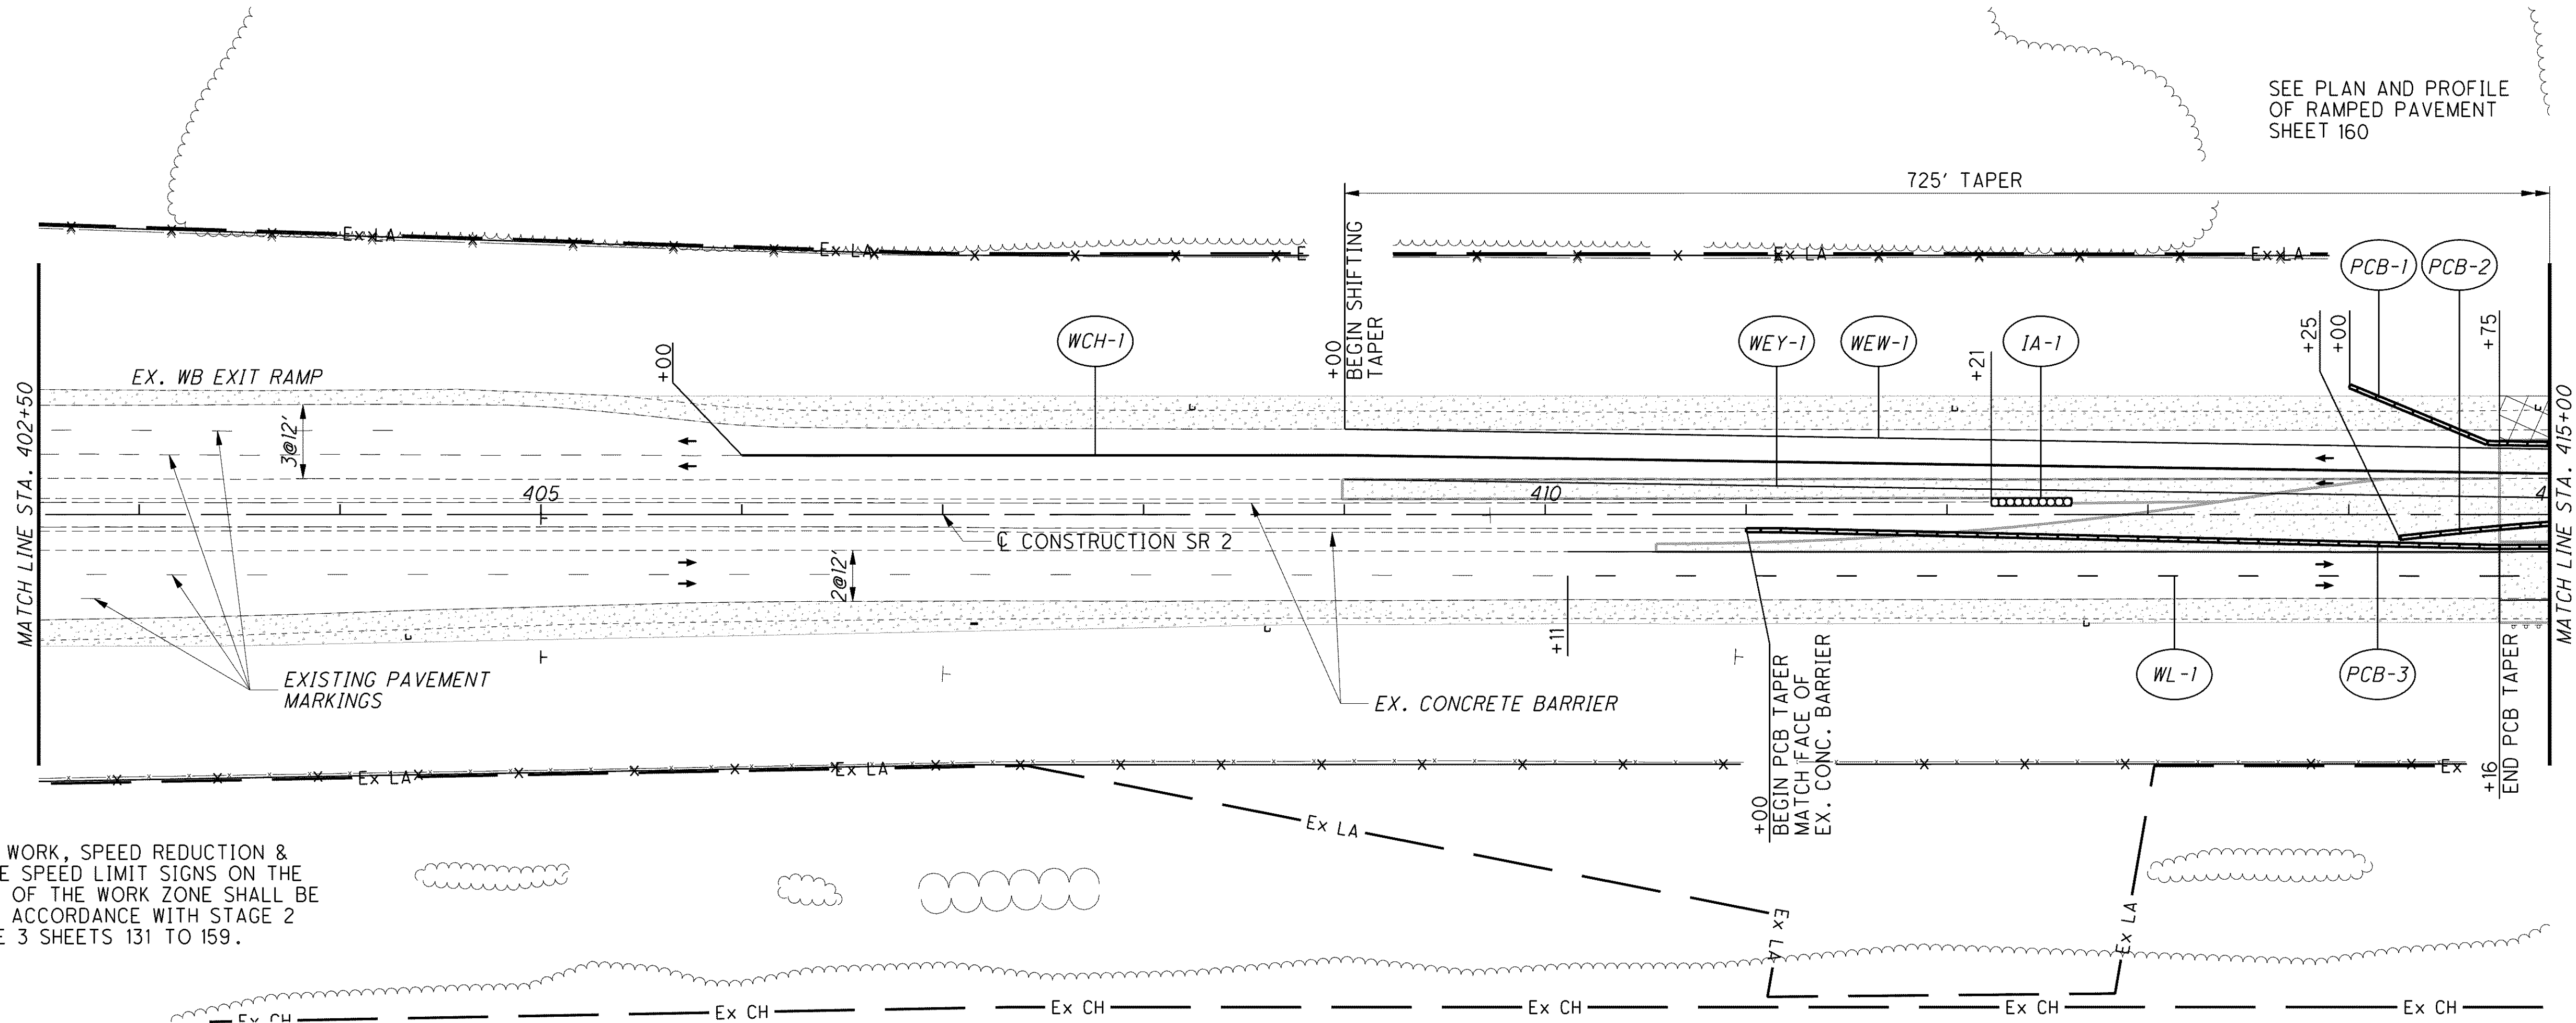 SEE PLAN AND PROFILE
OF RAMPED PAVEMENT
SHEET 160
725' TAPER
Ex LA
Ex LA
E
Ex LA
Ex LA
PCB-1
PCB-2
+00
BEGIN SHIFTING
TAPER
WCH-1
WEY-1
WEW-1
IA-1
+00
+21
+25
+00
+75
EX. WB EXIT RAMP
3@12'
MATCH LINE STA. 402+50
MATCH LINE STA. 415+00
405
410
4
℄ CONSTRUCTION SR 2
2@12'
+11
EXISTING PAVEMENT
MARKINGS
EX. CONCRETE BARRIER
WL-1
PCB-3
+00
BEGIN PCB TAPER
MATCH FACE OF
EX. CONC. BARRIER
+16
END PCB TAPER
Ex LA
Ex LA
Ex
Ex LA
Ex LA
Ex LA
WORK, SPEED REDUCTION &
E SPEED LIMIT SIGNS ON THE
OF THE WORK ZONE SHALL BE
ACCORDANCE WITH STAGE 2
E 3 SHEETS 131 TO 159.
Ex CH
Ex CH
Ex CH
Ex CH
Ex CH
Ex CH